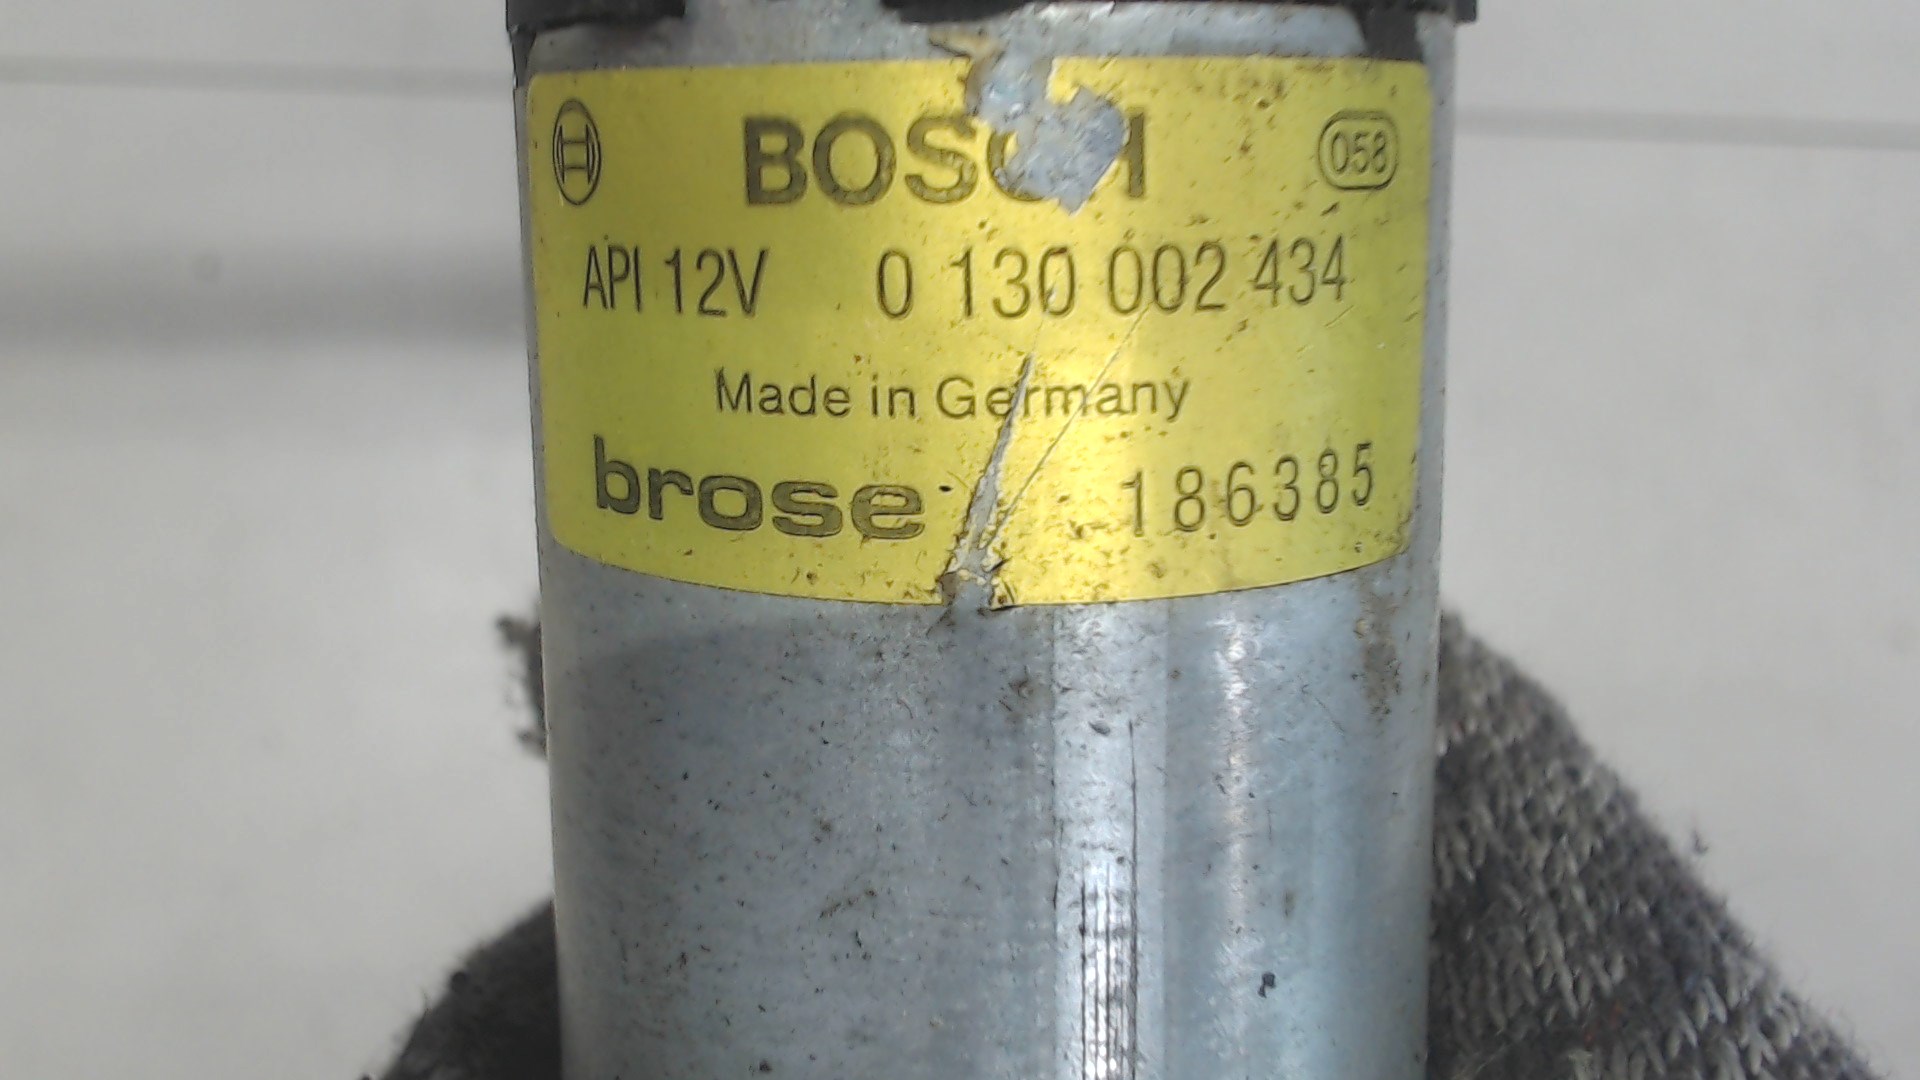 BOSCH 058
API 12V 0 130 002 434
Made in Germany
brose 186385